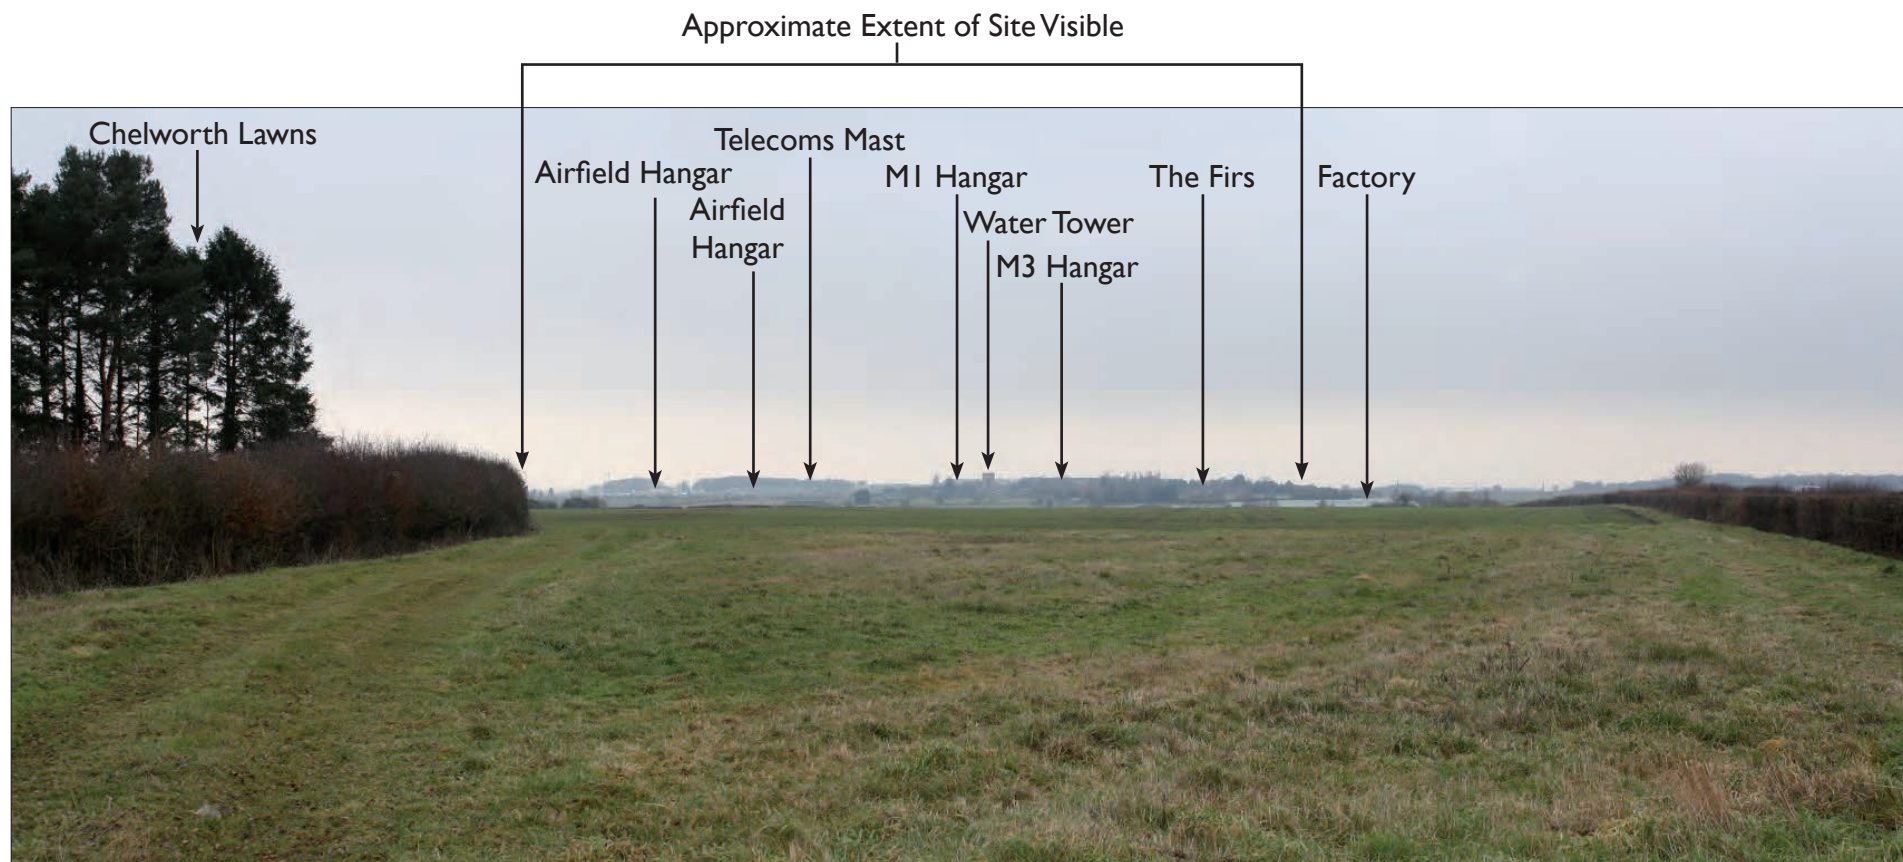 Approximate Extent of Site Visible
Chelworth Lawns
Telecoms Mast
Airfield Hangar
M1 Hangar
The Firs
Factory
Airfield
Hangar
Water Tower
M3 Hangar